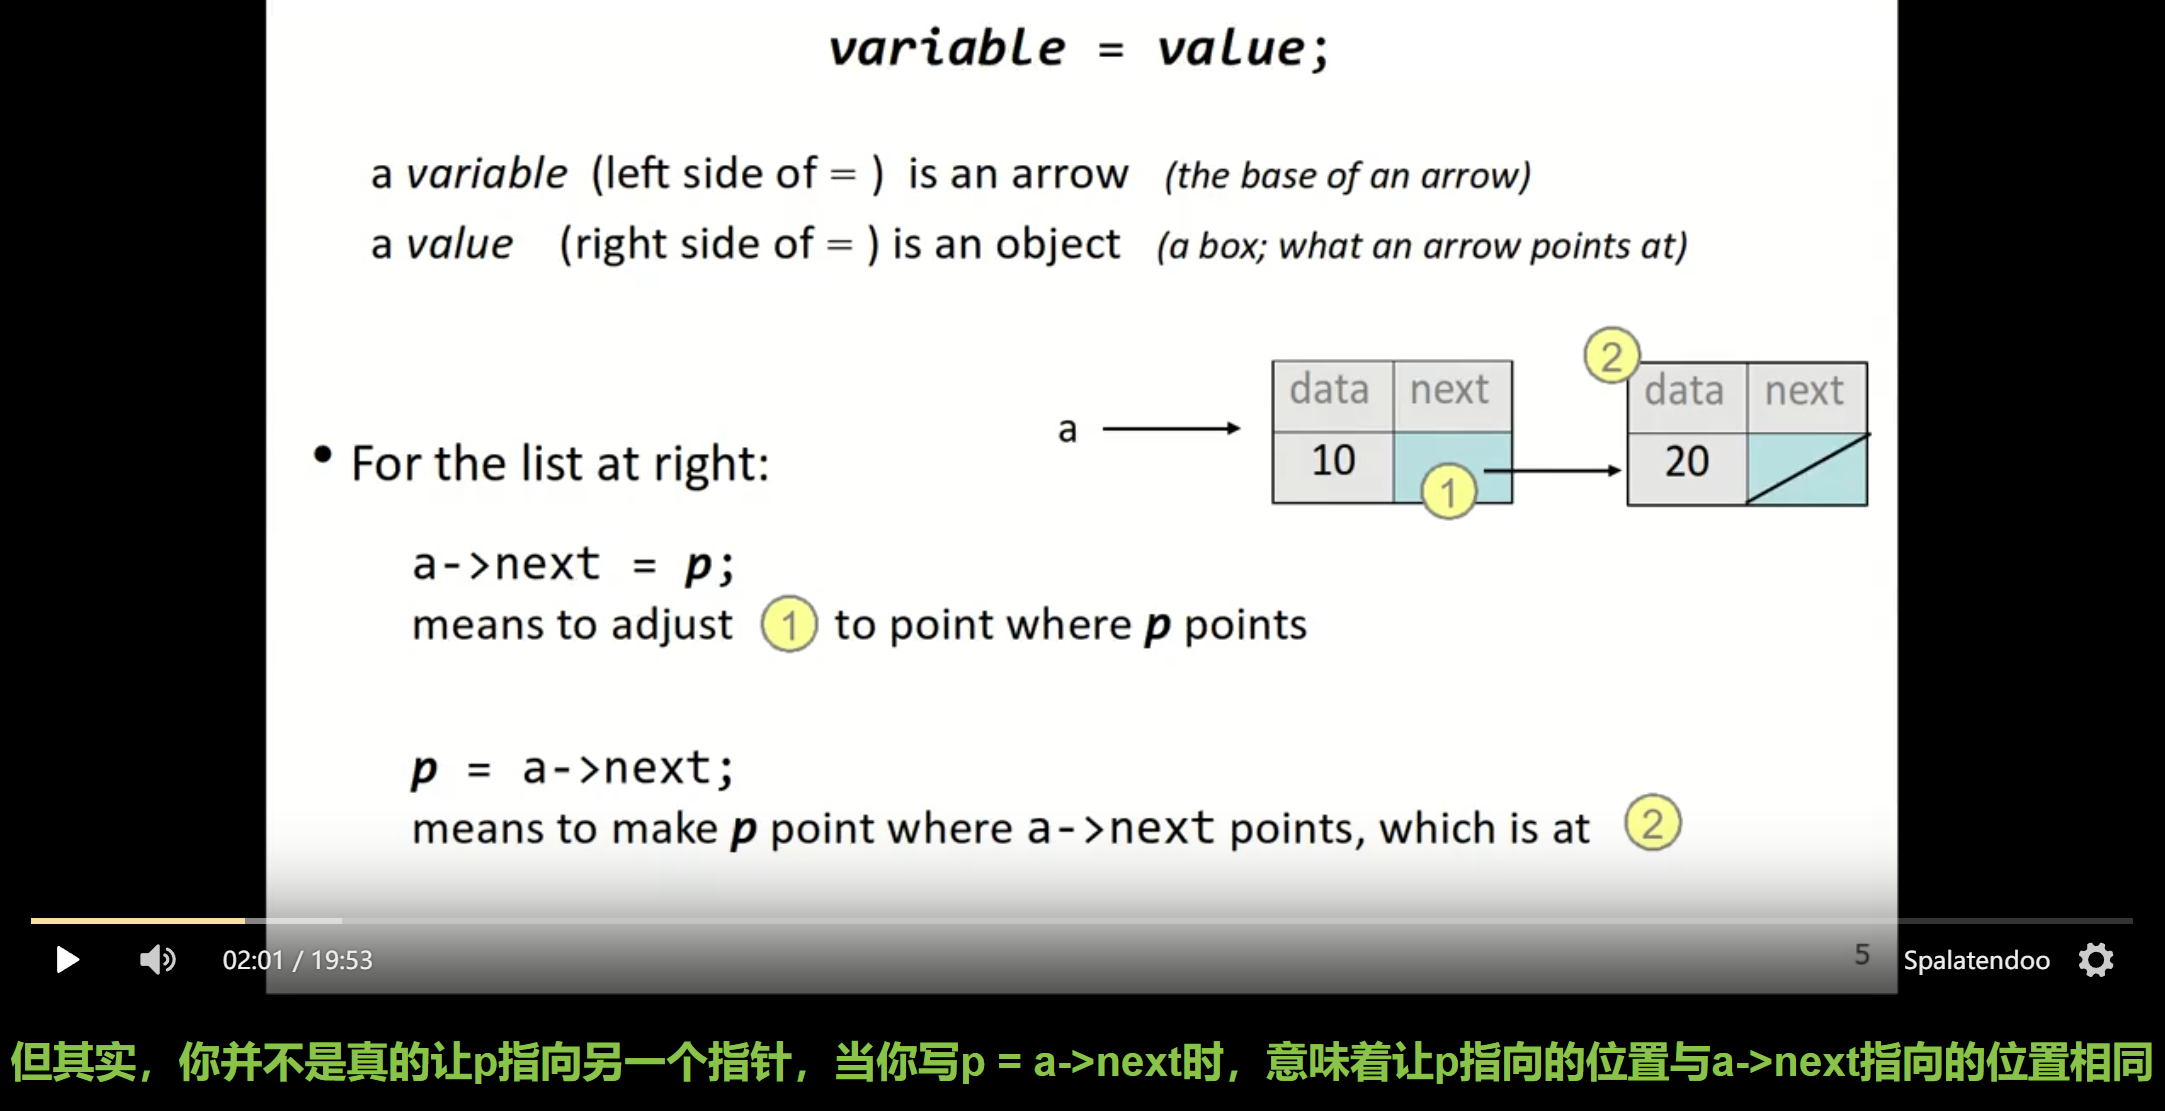 variable = value;
a variable (left side of = ) is an arrow (the base of an arrow)
a value (right side of = ) is an object (a box; what an arrow points at)
2
data next data next
a
10 20
1
• For the list at right:
a->next = p;
means to adjust 1 to point where p points
p = a->next;
means to make p point where a->next points, which is at 2
02:01 / 19:53
5
Spalatendoo
但其实，你并不是真的让p指向另一个指针，当你写p = a->next时，意味着让p指向的位置与a->next指向的位置相同